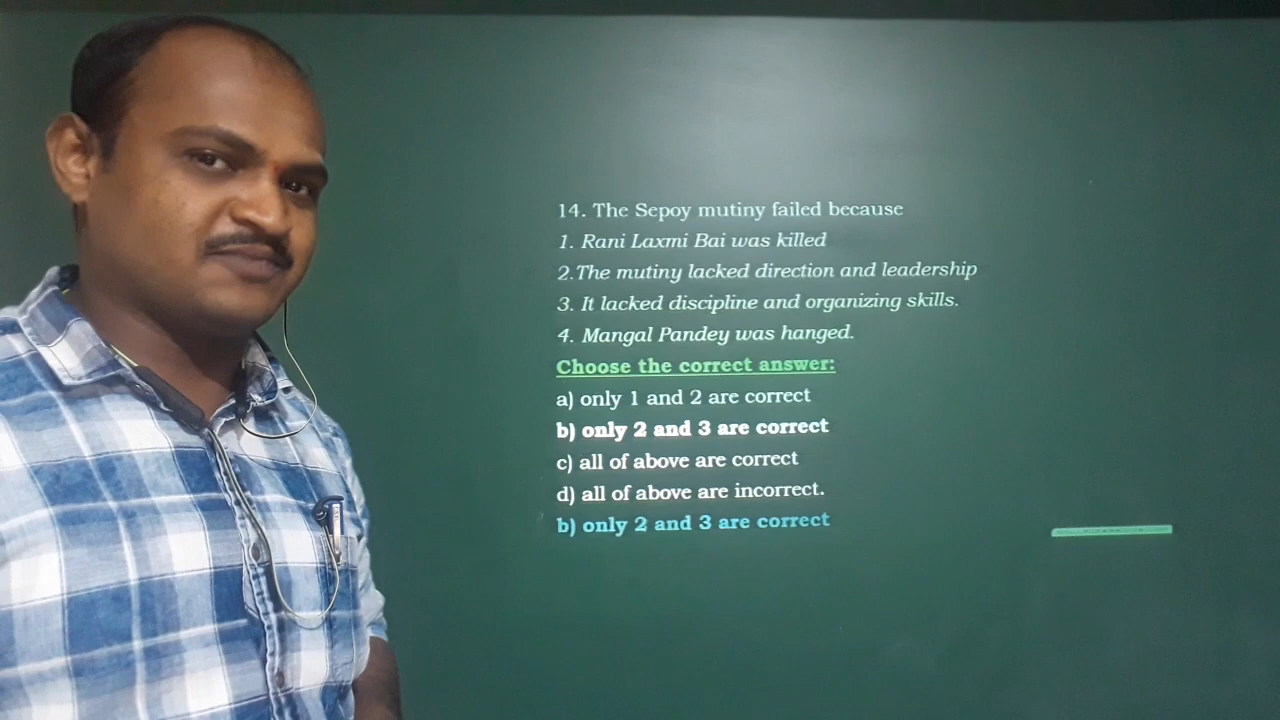 14. The Sepoy mutiny failed because
1. Rani Laxmi Bai was killed
2.The mutiny lacked direction and leadership
3. It lacked discipline and organizing skills.
4. Mangal Pandey was hanged.
Choose the correct answer:
a) only 1 and 2 are correct
b) only 2 and 3 are correct
c) all of above are correct
d) all of above are incorrect.
b) only 2 and 3 are correct